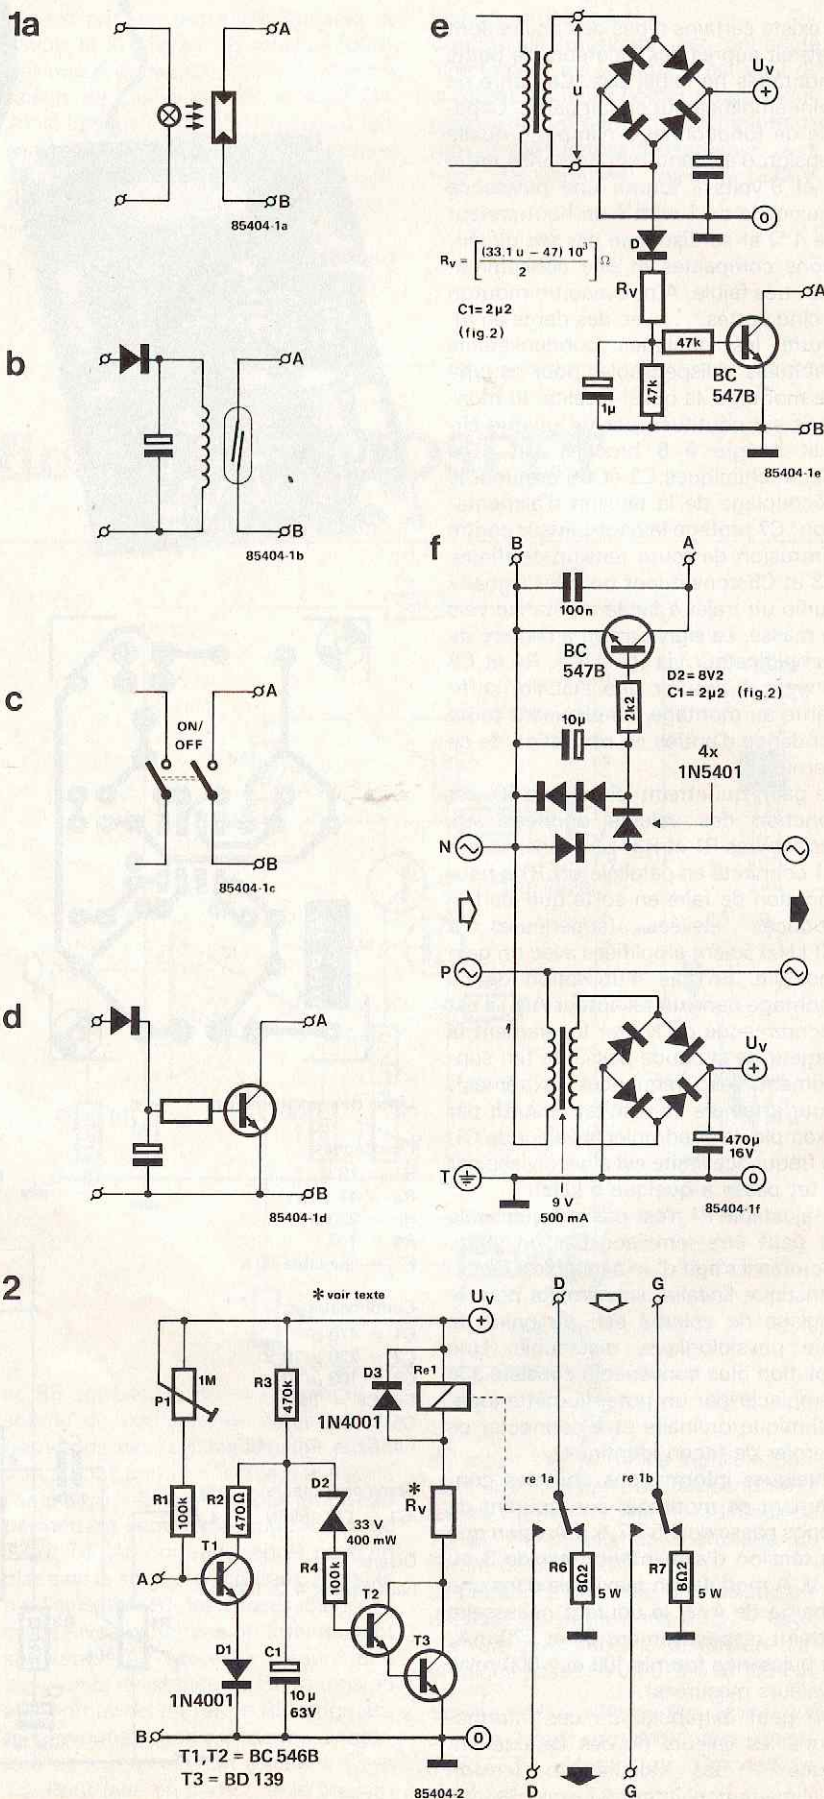 1a
A
B
85404-1a
b
A
B
85404-1b
c
ON/
OFF
A
B
85404-1c
d
A
B
85404-1d
e
u
Uv
+
0
D
Rv = [(33.1 u – 47) 10³ / 2] Ω
C1 = 2µ2
(fig.2)
Rv
47k
47k
1µ
BC
547B
A
B
85404-1e
f
B
A
100n
BC
547B
D2 = 8V2
C1 = 2µ2 (fig.2)
2k2
10µ
4x
1N5401
N
P
Uv
+
470µ
16V
T
0
9 V
500 mA
85404-1f
2
* voir texte
Uv
+
P1
1M
R3
470k
D3
1N4001
Re1
R1
100k
R2
470Ω
D2
33 V
400 mW
*
Rv
A
T1
R4
100k
T2
T3
D1
1N4001
C1
10µ
63V
B
0
T1,T2 = BC 546B
T3 = BD 139
85404-2
D
G
re 1a
re 1b
R6
8Ω2
5 W
R7
8Ω2
5 W
D
G